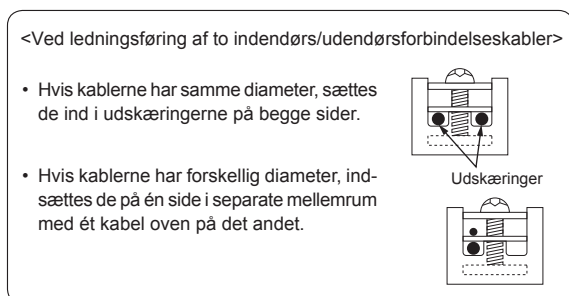 <Ved ledningsføring af to indendørs/udendørsforbindelseskabler>
• Hvis kablerne har samme diameter, sættes
de ind i udskæringerne på begge sider.
Udskæringer
• Hvis kablerne har forskellig diameter, ind-
sættes de på én side i separate mellemrum
med ét kabel oven på det andet.